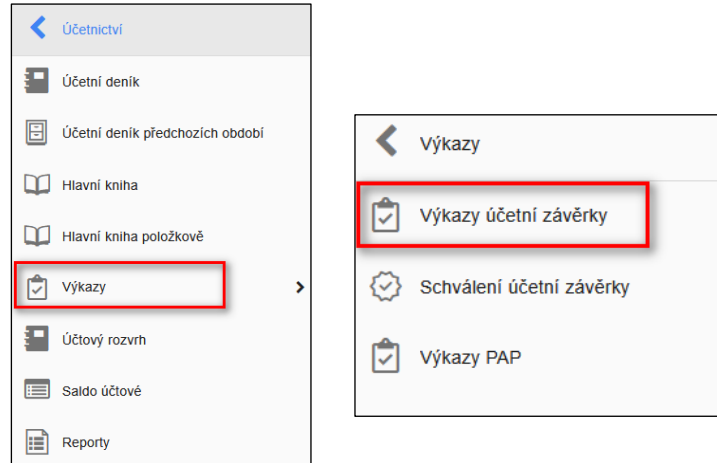 Účetnictví
Účetní deník
Účetní deník předchozích období
Hlavní kniha
Hlavní kniha položkově
Výkazy
Účtový rozvrh
Saldo účtové
Reporty
Výkazy
Výkazy účetní závěrky
Schválení účetní závěrky
Výkazy PAP